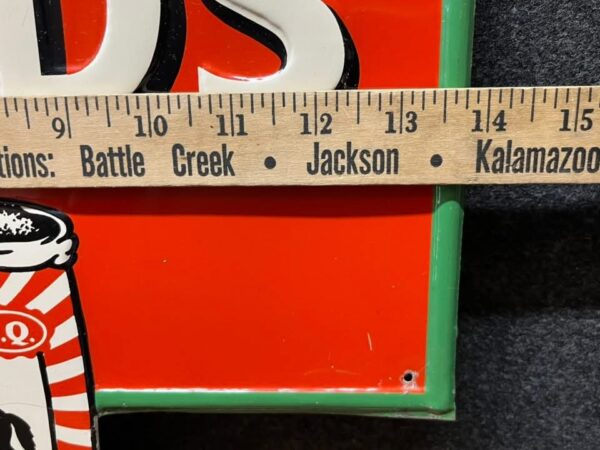 DS
9 10 11 12 13 14 15
tions: Battle Creek • Jackson • Kalamazoo
.Q.